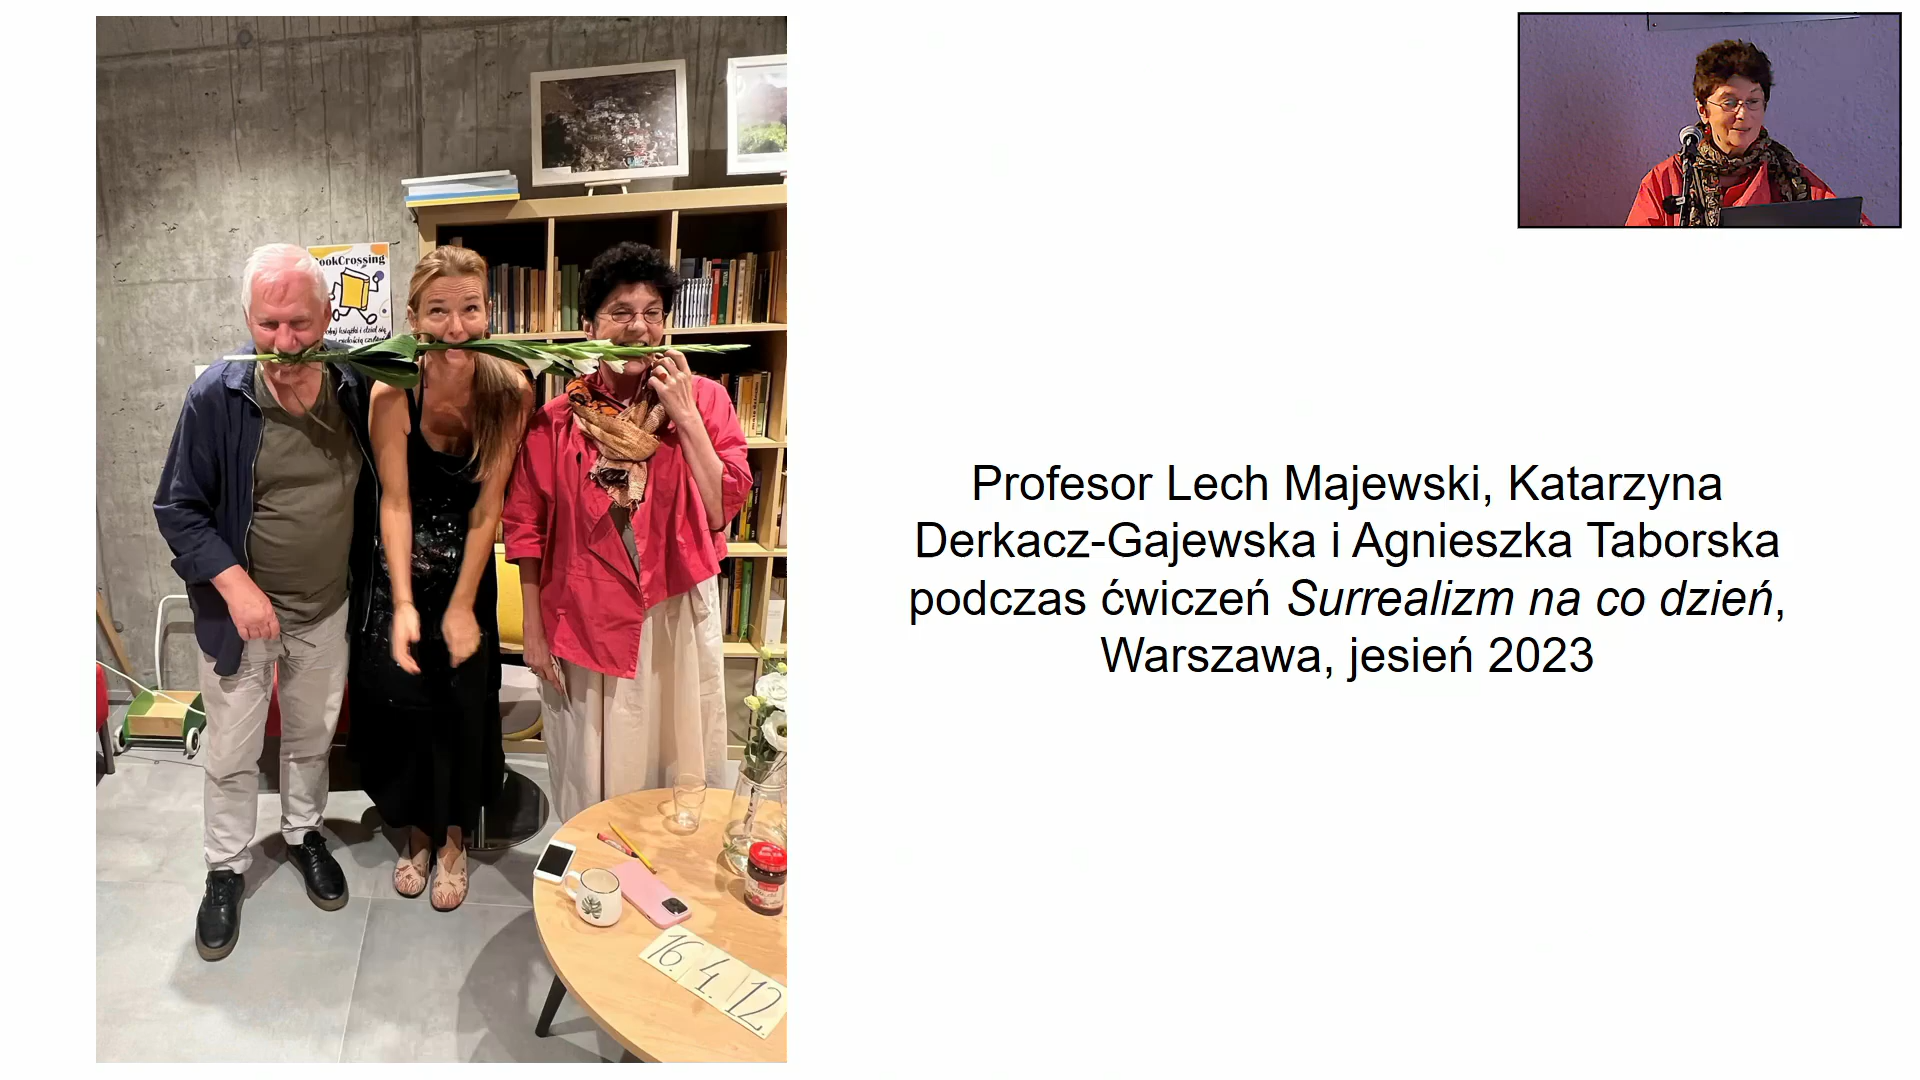 ookCrossing
Profesor Lech Majewski, Katarzyna
Derkacz-Gajewska i Agnieszka Taborska
podczas ćwiczeń Surrealizm na co dzień,
Warszawa, jesień 2023
16. 4. 12.